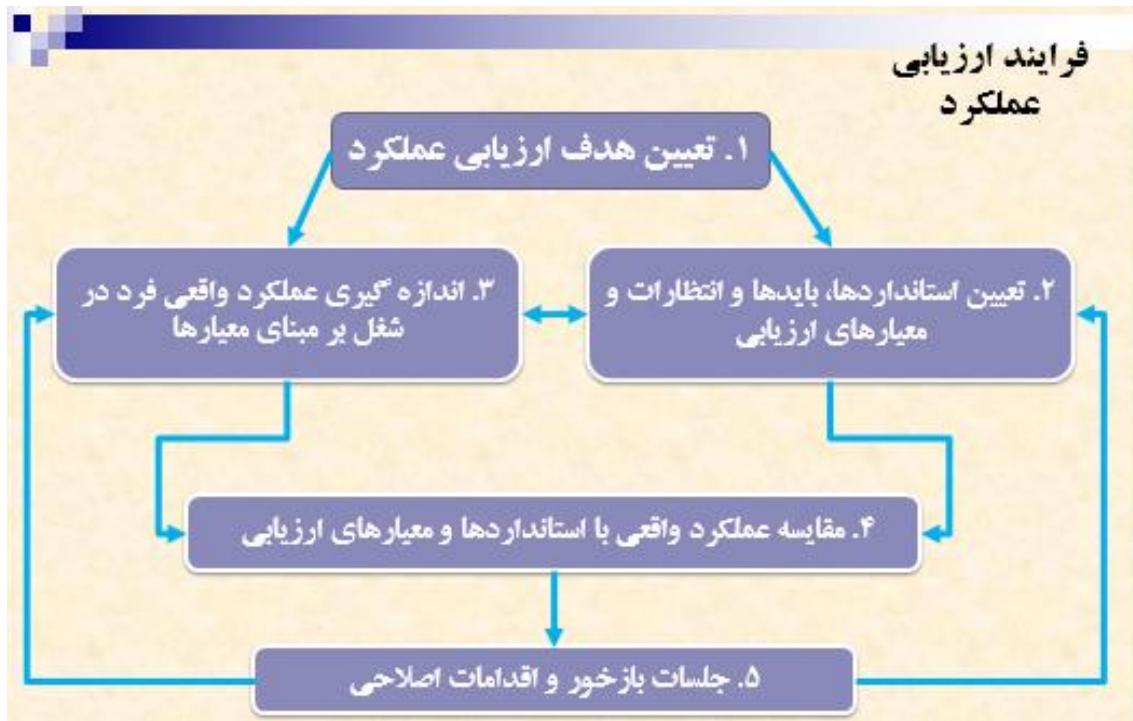 فرایند ارزیابی
عملکرد
۱. تعیین هدف ارزیابی عملکرد
۲. تعیین استانداردها، بایدها و انتظارات و
معیارهای ارزیابی
۳. اندازه گیری عملکرد واقعی فرد در
شغل بر مبنای معیارها
۴. مقایسه عملکرد واقعی با استانداردها و معیارهای ارزیابی
۵. جلسات بازخور و اقدامات اصلاحی